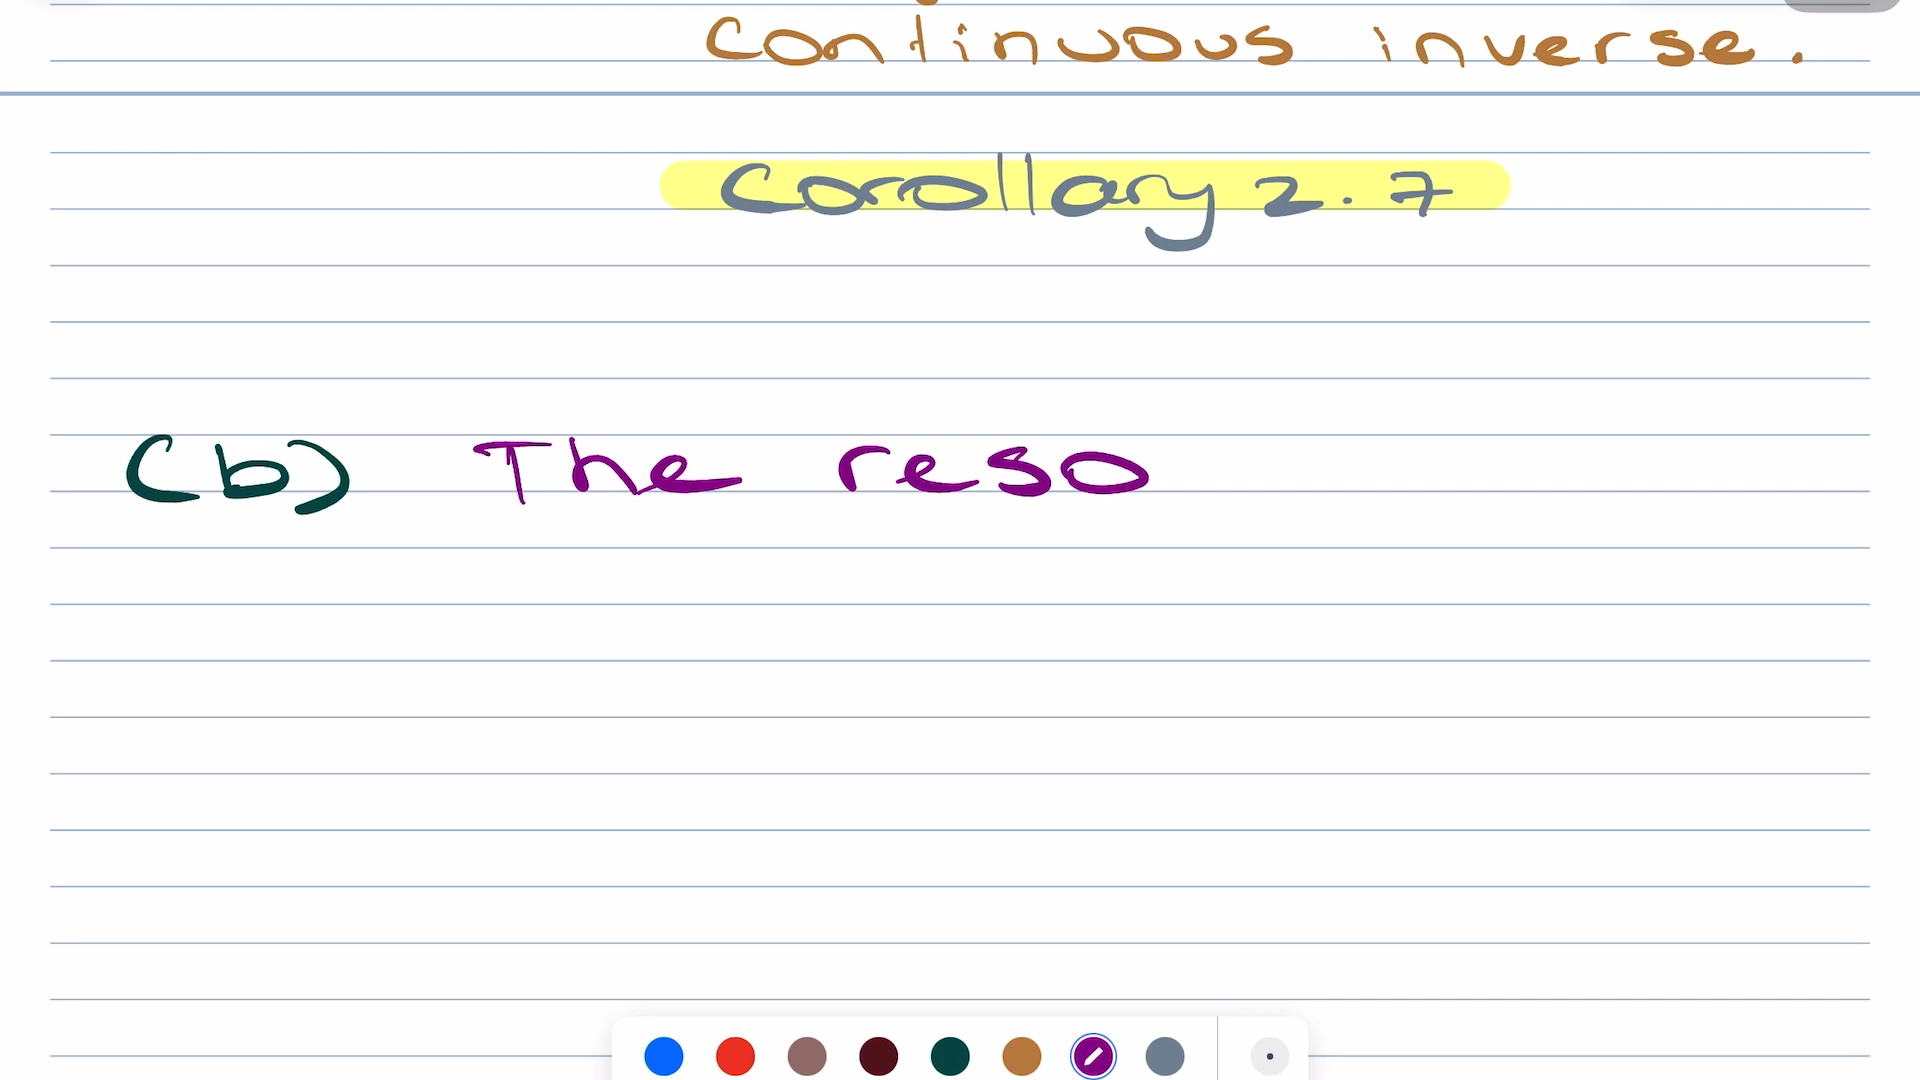 continuous inverse.
Corollary 2.7
(b) The reso